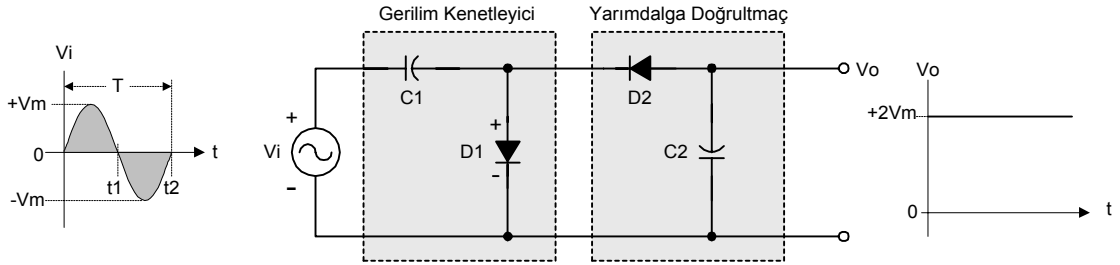 Gerilim Kenetleyici
Yarımdalga Doğrultmaç
Vi
T
+Vm
0
-Vm
t1
t2
t
+
Vi
-
C1
+
D1
-
D2
C2
Vo
Vo
+2Vm
0
t